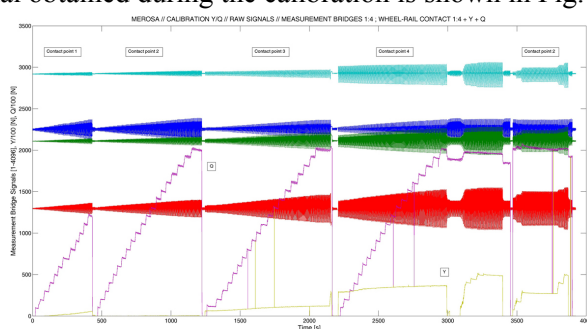 al obtained during the calibration is shown in Fig.
MEROSA // CALIBRATION Y/Q // RAW SIGNALS // MEASUREMENT BRIDGES 1:4 ; WHEEL-RAIL CONTACT 1:4 + Y + Q
3500
Contact point 1
Contact point 2
Contact point 3
Contact point 4
Contact point 2
3000
2500
2000
1500
1000
500
0
Q
Y
Measurement Bridge Signals [1-4096], Y/100 [N], Q/100 [N]
0 500 1000 1500 2000 2500 3000 3500 4000
Time [s]